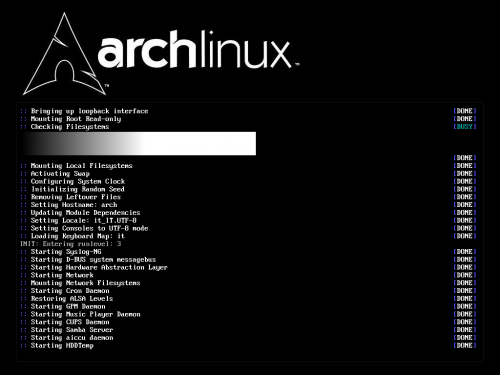 archlinux™
™
:: Bringing up loopback interface [DONE]
:: Mounting Root Read-only [DONE]
:: Checking Filesystems [BUSY]
[DONE]
:: Mounting Local Filesystems [DONE]
:: Activating Swap [DONE]
:: Configuring System Clock [DONE]
:: Initializing Random Seed [DONE]
:: Removing Leftover Files [DONE]
:: Setting Hostname: arch [DONE]
:: Updating Module Dependencies [DONE]
:: Setting Locale: it_IT.UTF-8 [DONE]
:: Setting Consoles to UTF-8 mode [DONE]
:: Loading Keyboard Map: it [DONE]
INIT: Entering runlevel: 3
:: Starting Syslog-NG [DONE]
:: Starting D-BUS system messagebus [DONE]
:: Starting Hardware Abstraction Layer [DONE]
:: Starting Network [DONE]
:: Mounting Network Filesystems [DONE]
:: Starting Cron Daemon [DONE]
:: Restoring ALSA Levels [DONE]
:: Starting GPM Daemon [DONE]
:: Starting Music Player Daemon [DONE]
:: Starting CUPS Daemon [DONE]
:: Starting Samba Server [DONE]
:: Starting aiccu daemon [DONE]
:: Starting HDDTemp [DONE]